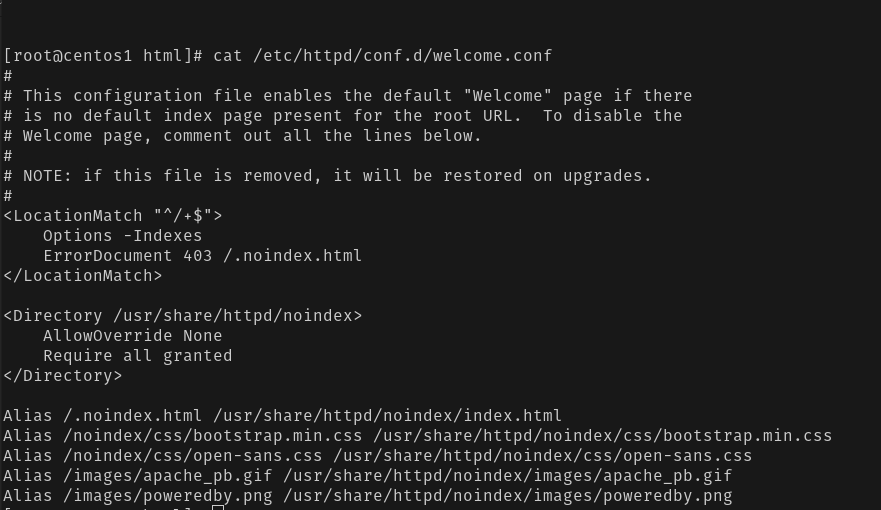 [root@centos1 html]# cat /etc/httpd/conf.d/welcome.conf
#
# This configuration file enables the default "Welcome" page if there
# is no default index page present for the root URL.  To disable the
# Welcome page, comment out all the lines below.
#
# NOTE: if this file is removed, it will be restored on upgrades.
#
<LocationMatch "^/+$">
    Options -Indexes
    ErrorDocument 403 /.noindex.html
</LocationMatch>

<Directory /usr/share/httpd/noindex>
    AllowOverride None
    Require all granted
</Directory>

Alias /.noindex.html /usr/share/httpd/noindex/index.html
Alias /noindex/css/bootstrap.min.css /usr/share/httpd/noindex/css/bootstrap.min.css
Alias /noindex/css/open-sans.css /usr/share/httpd/noindex/css/open-sans.css
Alias /images/apache_pb.gif /usr/share/httpd/noindex/images/apache_pb.gif
Alias /images/poweredby.png /usr/share/httpd/noindex/images/poweredby.png